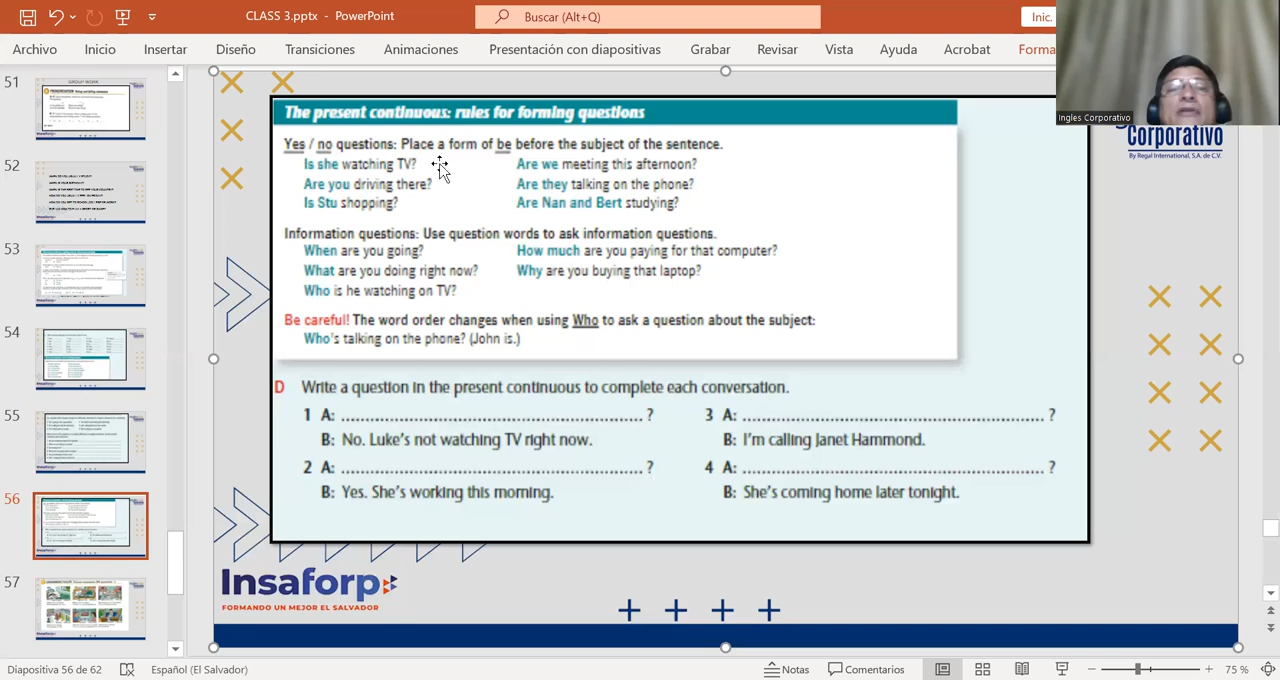 CLASS 3.pptx - PowerPoint
Buscar (Alt+Q)
Inic.
Archivo Inicio Insertar Diseño Transiciones Animaciones Presentación con diapositivas Grabar Revisar Vista Ayuda Acrobat Forma
Ingles Corporativo
Corporativo
By Regal International, S.A. de C.V.
51
52
53
54
55
56
57
The present continuous: rules for forming questions
Yes / no questions: Place a form of be before the subject of the sentence.
Is she watching TV? Are we meeting this afternoon?
Are you driving there? Are they talking on the phone?
Is Stu shopping? Are Nan and Bert studying?
Information questions: Use question words to ask information questions.
When are you going? How much are you paying for that computer?
What are you doing right now? Why are you buying that laptop?
Who is he watching on TV?
Be careful! The word order changes when using Who to ask a question about the subject:
Who's talking on the phone? (John is.)
D Write a question in the present continuous to complete each conversation.
1 A: ..................................................................... ?
B: No. Luke's not watching TV right now.
2 A: ..................................................................... ?
B: Yes. She's working this morning.
3 A: ..................................................................... ?
B: I'm calling Janet Hammond.
4 A: ..................................................................... ?
B: She's coming home later tonight.
Insaforp
FORMANDO UN MEJOR EL SALVADOR
Diapositiva 56 de 62 Español (El Salvador) Notas Comentarios 75 %